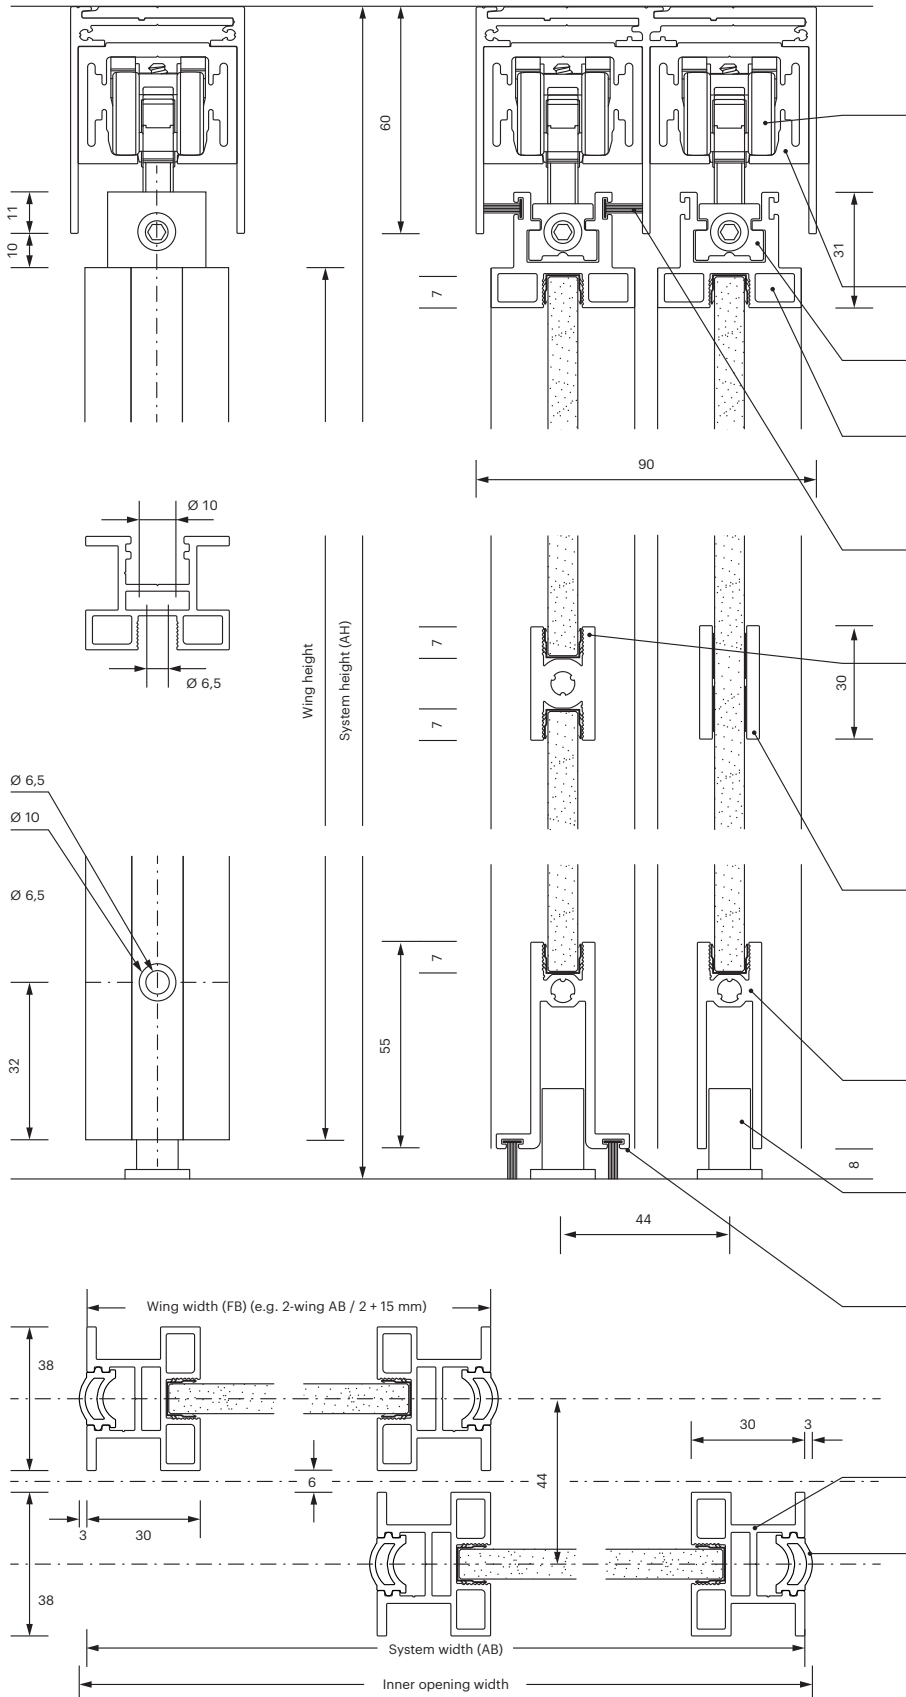 60
11
10
31
7
90
Ø 10
Ø 6,5
Wing height
System height (AH)
7
7
30
Ø 6,5
Ø 10
Ø 6,5
7
55
32
8
44
Wing width (FB) (e.g. 2-wing AB / 2 + 15 mm)
38
30
3
44
6
3
30
38
System width (AB)
Inner opening width